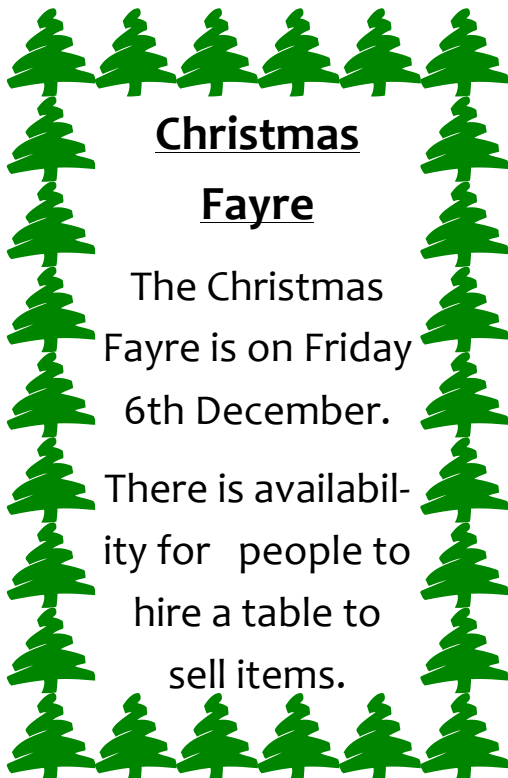 Christmas
Fayre
The Christmas
Fayre is on Friday
6th December.
There is availabil-
ity for people to
hire a table to
sell items.